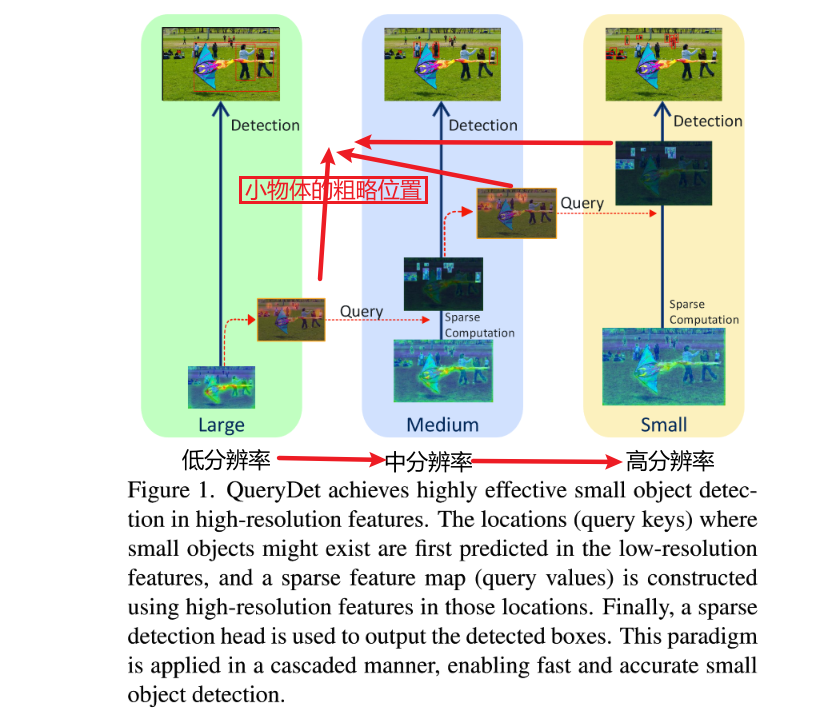 Detection
Detection
Detection
小物体的粗略位置
Query
Query
Sparse
Computation
Sparse
Computation
Large
Medium
Small
低分辨率
中分辨率
高分辨率
Figure 1. QueryDet achieves highly effective small object detec-
tion in high-resolution features. The locations (query keys) where
small objects might exist are first predicted in the low-resolution
features, and a sparse feature map (query values) is constructed
using high-resolution features in those locations. Finally, a sparse
detection head is used to output the detected boxes. This paradigm
is applied in a cascaded manner, enabling fast and accurate small
object detection.